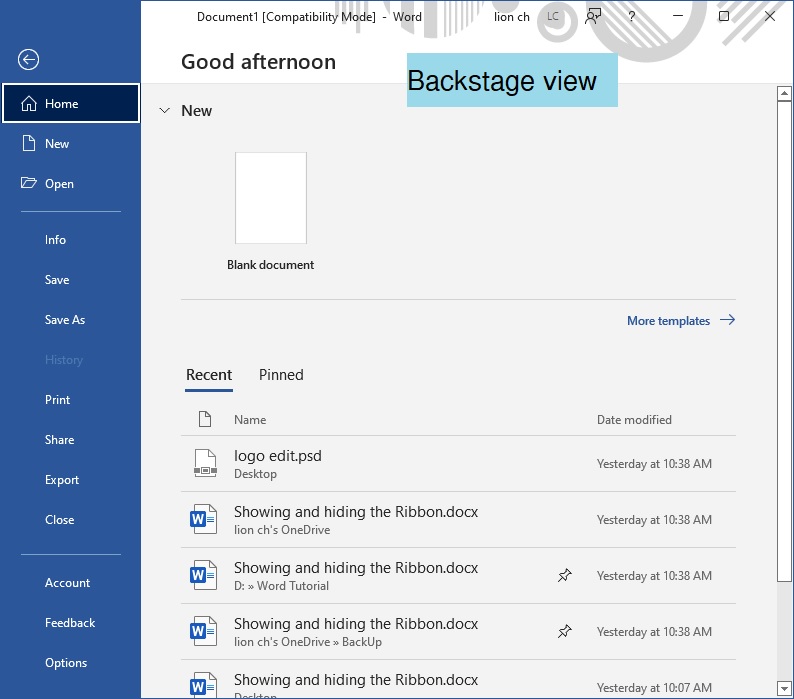 Document1 [Compatibility Mode] - Word
lion ch
LC
?
Good afternoon
Backstage view
Home
New
Open
Info
Save
Save As
History
Print
Share
Export
Close
Account
Feedback
Options
New
Blank document
More templates
Recent Pinned
Name Date modified
logo edit.psd
Desktop
Yesterday at 10:38 AM
Showing and hiding the Ribbon.docx
lion ch's OneDrive
Yesterday at 10:38 AM
Showing and hiding the Ribbon.docx
D: » Word Tutorial
Yesterday at 10:38 AM
Showing and hiding the Ribbon.docx
lion ch's OneDrive » BackUp
Yesterday at 10:38 AM
Showing and hiding the Ribbon.docx
Desktop
Yesterday at 10:07 AM